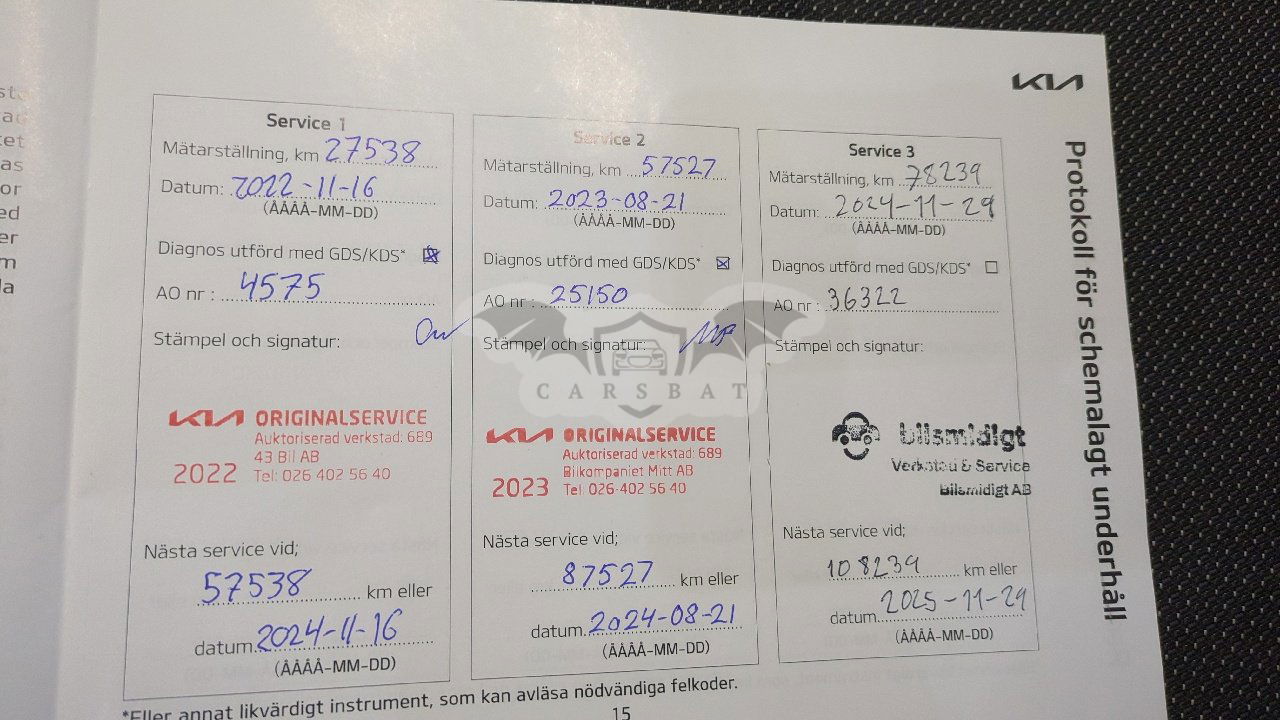 KIA
Protokoll för schemalagt underhåll
Service 1
Mätarställning, km 27538
Datum: 2022-11-16
(ÅÅÅÅ-MM-DD)
Diagnos utförd med GDS/KDS*
AO nr : 4575
Stämpel och signatur:
KIA ORIGINALSERVICE
Auktoriserad verkstad: 689
43 Bil AB
2022 Tel: 026 402 56 40
Nästa service vid;
57538 km eller
datum. 2024-11-16
(ÅÅÅÅ-MM-DD)
Service 2
Mätarställning, km 57527
Datum: 2023-08-21
(ÅÅÅÅ-MM-DD)
Diagnos utförd med GDS/KDS*
AO nr : 25150
Stämpel och signatur:
KIA ORIGINALSERVICE
Auktoriserad verkstad: 689
Bilkompaniet Mitt AB
2023 Tel: 026-402 56 40
Nästa service vid;
87527 km eller
datum. 2024-08-21
(ÅÅÅÅ-MM-DD)
Service 3
Mätarställning, km 78239
Datum: 2024-11-29
(ÅÅÅÅ-MM-DD)
Diagnos utförd med GDS/KDS*
AO nr : 36322
Stämpel och signatur:
bilsmidigt
Verkstad & Service
Bilsmidigt AB
Nästa service vid;
108239 km eller
datum. 2025-11-29
(ÅÅÅÅ-MM-DD)
CARSBAT
*Eller annat likvärdigt instrument, som kan avläsa nödvändiga felkoder.
15